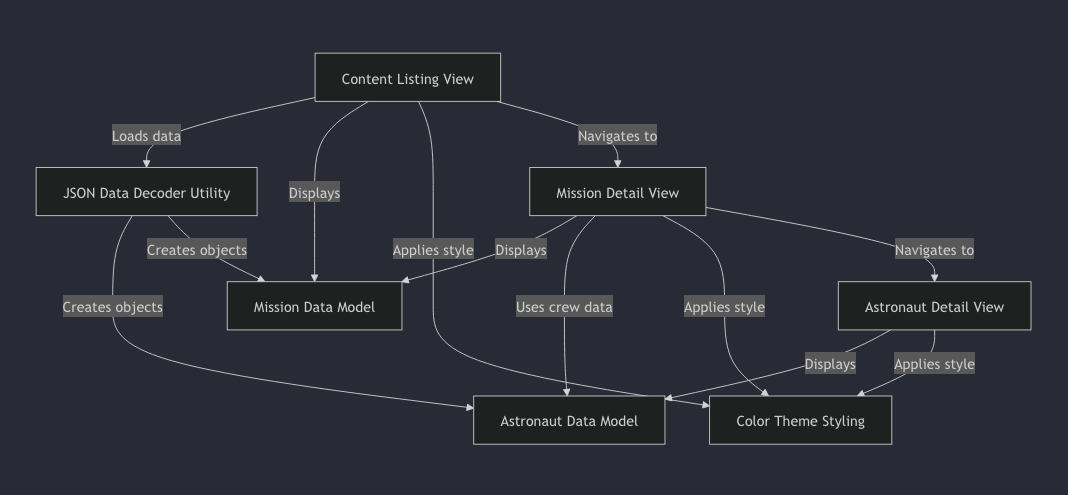 Content Listing View
Loads data
Navigates to
JSON Data Decoder Utility
Displays
Mission Detail View
Creates objects
Applies style
Displays
Navigates to
Creates objects
Mission Data Model
Uses crew data
Applies style
Astronaut Detail View
Displays
Applies style
Astronaut Data Model
Color Theme Styling